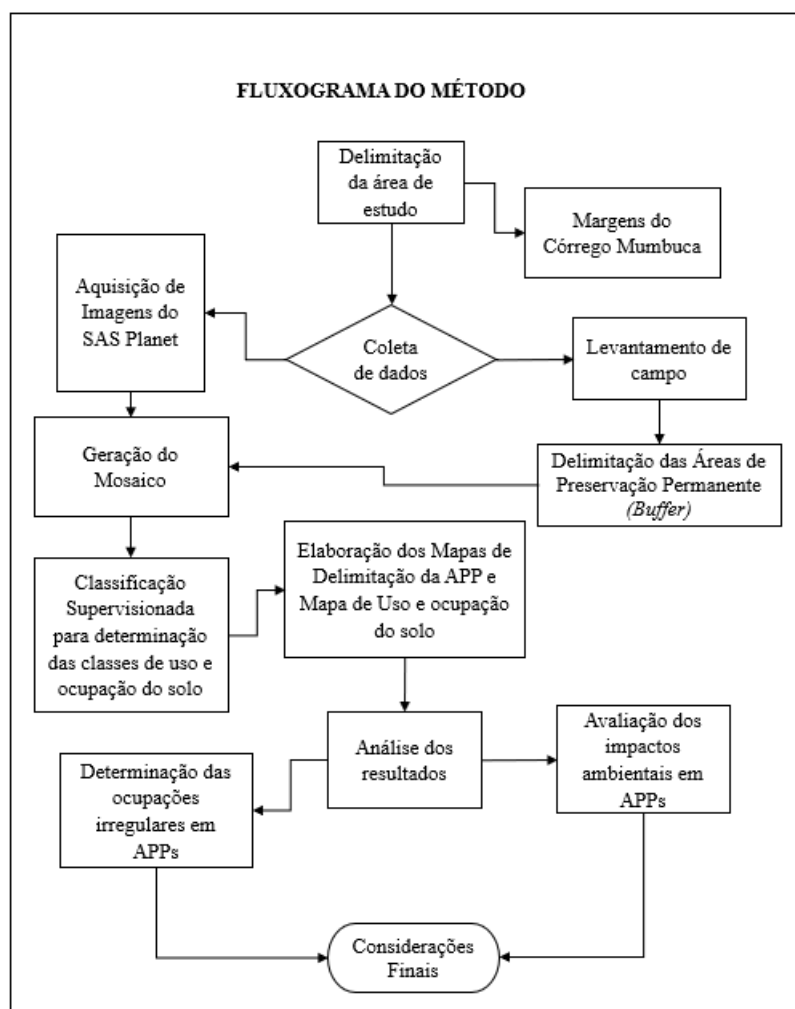 FLUXOGRAMA DO MÉTODO
Delimitação
da área de
estudo
Margens do
Córrego Mumbuca
Aquisição de
Imagens do
SAS Planet
Coleta
de dados
Levantamento de
campo
Geração do
Mosaico
Delimitação das Áreas de
Preservação Permanente
(Buffer)
Classificação
Supervisionada
para determinação
das classes de uso e
ocupação do solo
Elaboração dos Mapas de
Delimitação da APP e
Mapa de Uso e ocupação
do solo
Análise dos
resultados
Avaliação dos
impactos
ambientais em
APPs
Determinação das
ocupações
irregulares em
APPs
Considerações
Finais